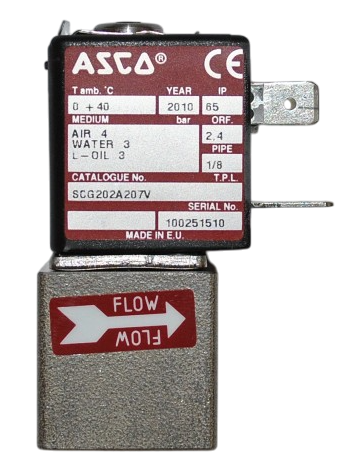 ASCO® CE
T amb. °C YEAR IP
0 + 40 2010 65
MEDIUM bar ORF.
AIR 4 2.4
WATER 3 PIPE
L-OIL 3 1/8
CATALOGUE No. T.P.L.
SCG202A207V
SERIAL No.
100251510
MADE IN E.U.
FLOW
FLOW